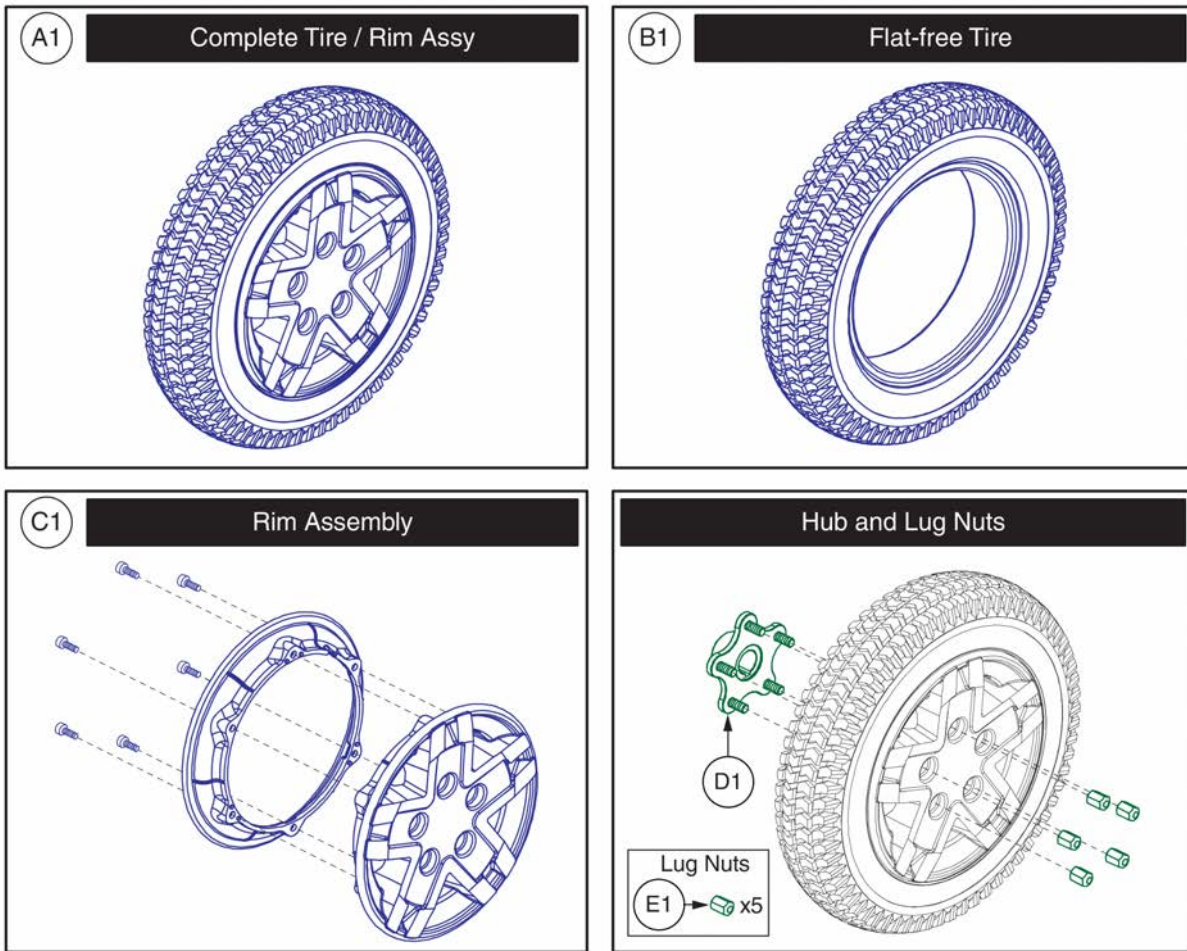 A1
Complete Tire / Rim Assy
B1
Flat-free Tire
C1
Rim Assembly
Hub and Lug Nuts
D1
Lug Nuts
E1 x5